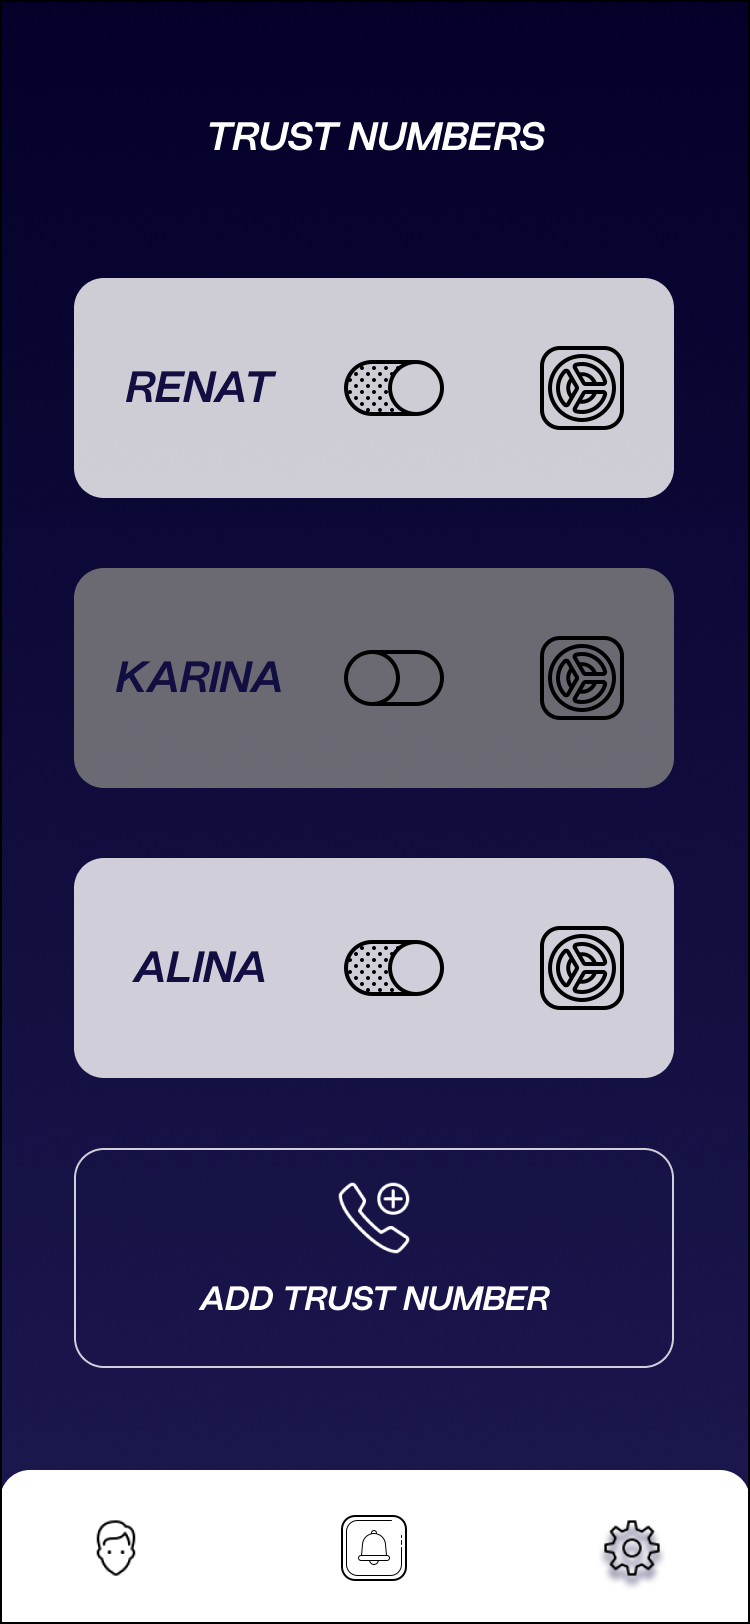 TRUST NUMBERS
RENAT
KARINA
ALINA
ADD TRUST NUMBER